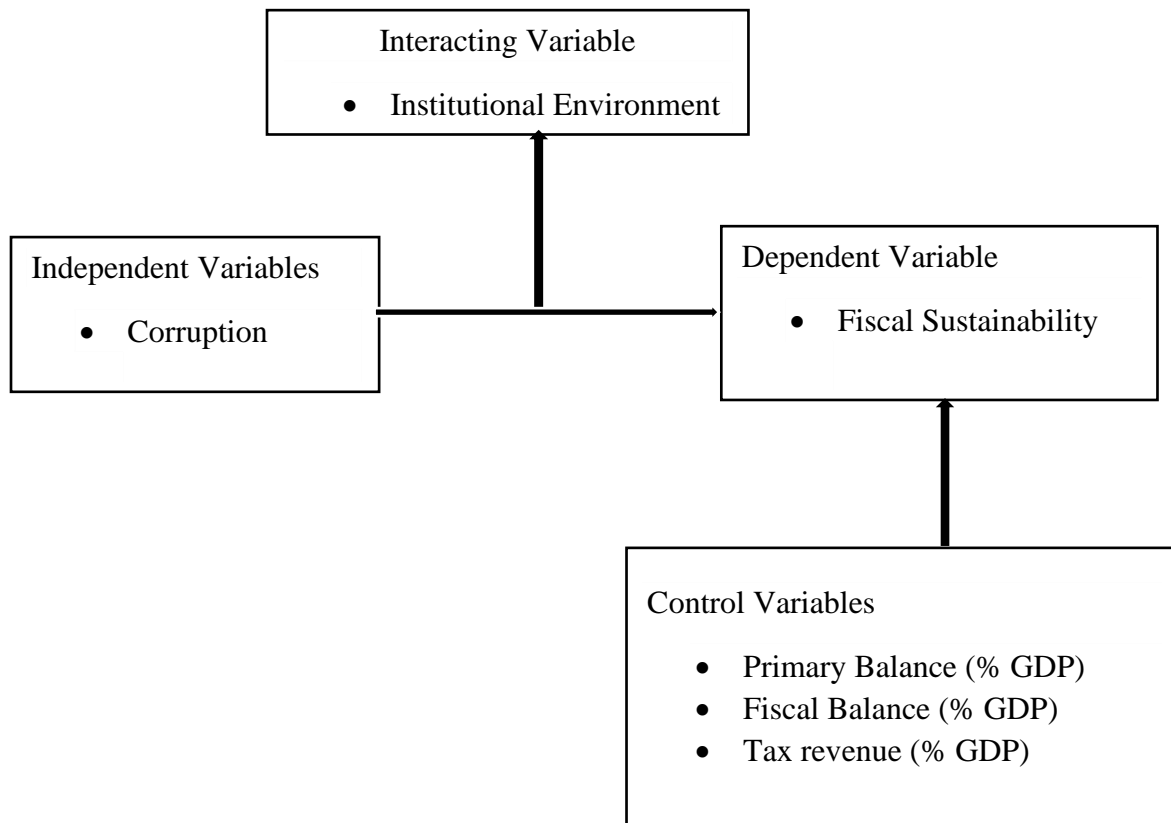 Interacting Variable
• Institutional Environment
Independent Variables
• Corruption
Dependent Variable
• Fiscal Sustainability
Control Variables
• Primary Balance (% GDP)
• Fiscal Balance (% GDP)
• Tax revenue (% GDP)